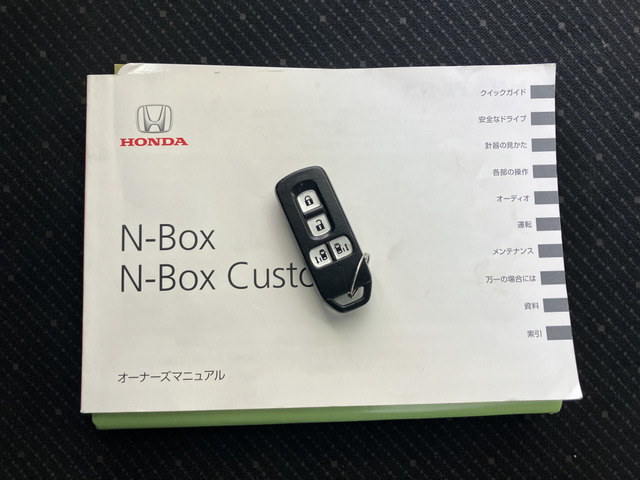 HONDA
N-Box
N-Box Custo
オーナーズマニュアル
クイックガイド
安全なドライブ
計器の見かた
各部の操作
オーディオ
運転
メンテナンス
万一の場合には
資料
索引